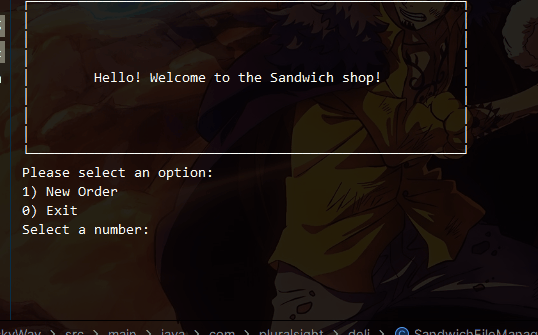 Hello! Welcome to the Sandwich shop!
Please select an option:
1) New Order
0) Exit
Select a number:
src > main > java > com > pluralsight > deli > © SandwichFileManag